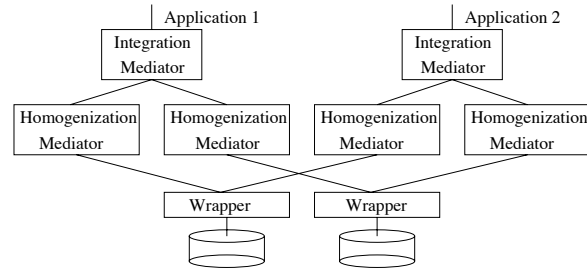 Application 1
Application 2
Integration
Mediator
Integration
Mediator
Homogenization
Mediator
Homogenization
Mediator
Homogenization
Mediator
Homogenization
Mediator
Wrapper
Wrapper